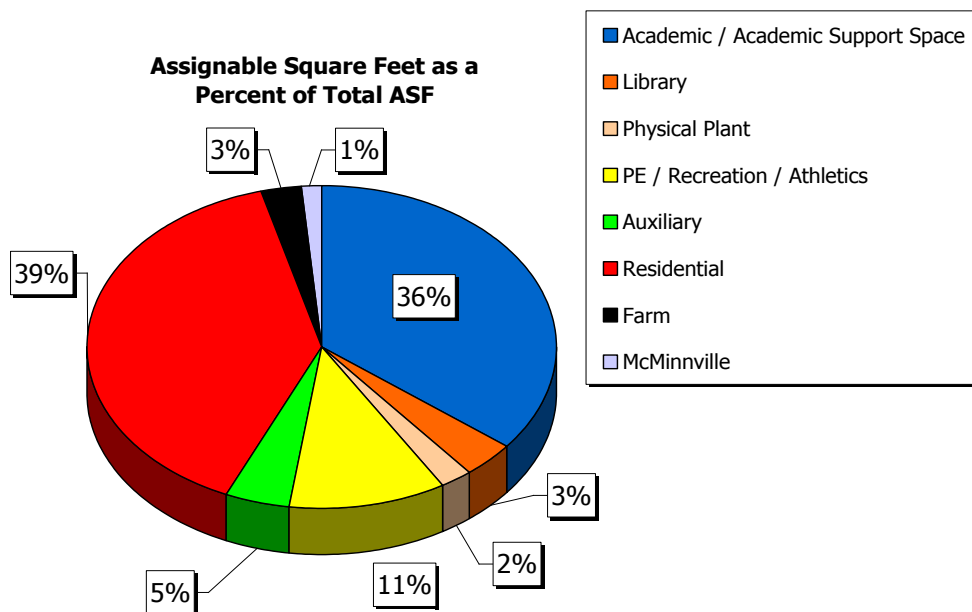 Assignable Square Feet as a
Percent of Total ASF
3%
1%
39%
36%
3%
2%
11%
5%
Academic / Academic Support Space
Library
Physical Plant
PE / Recreation / Athletics
Auxiliary
Residential
Farm
McMinnville